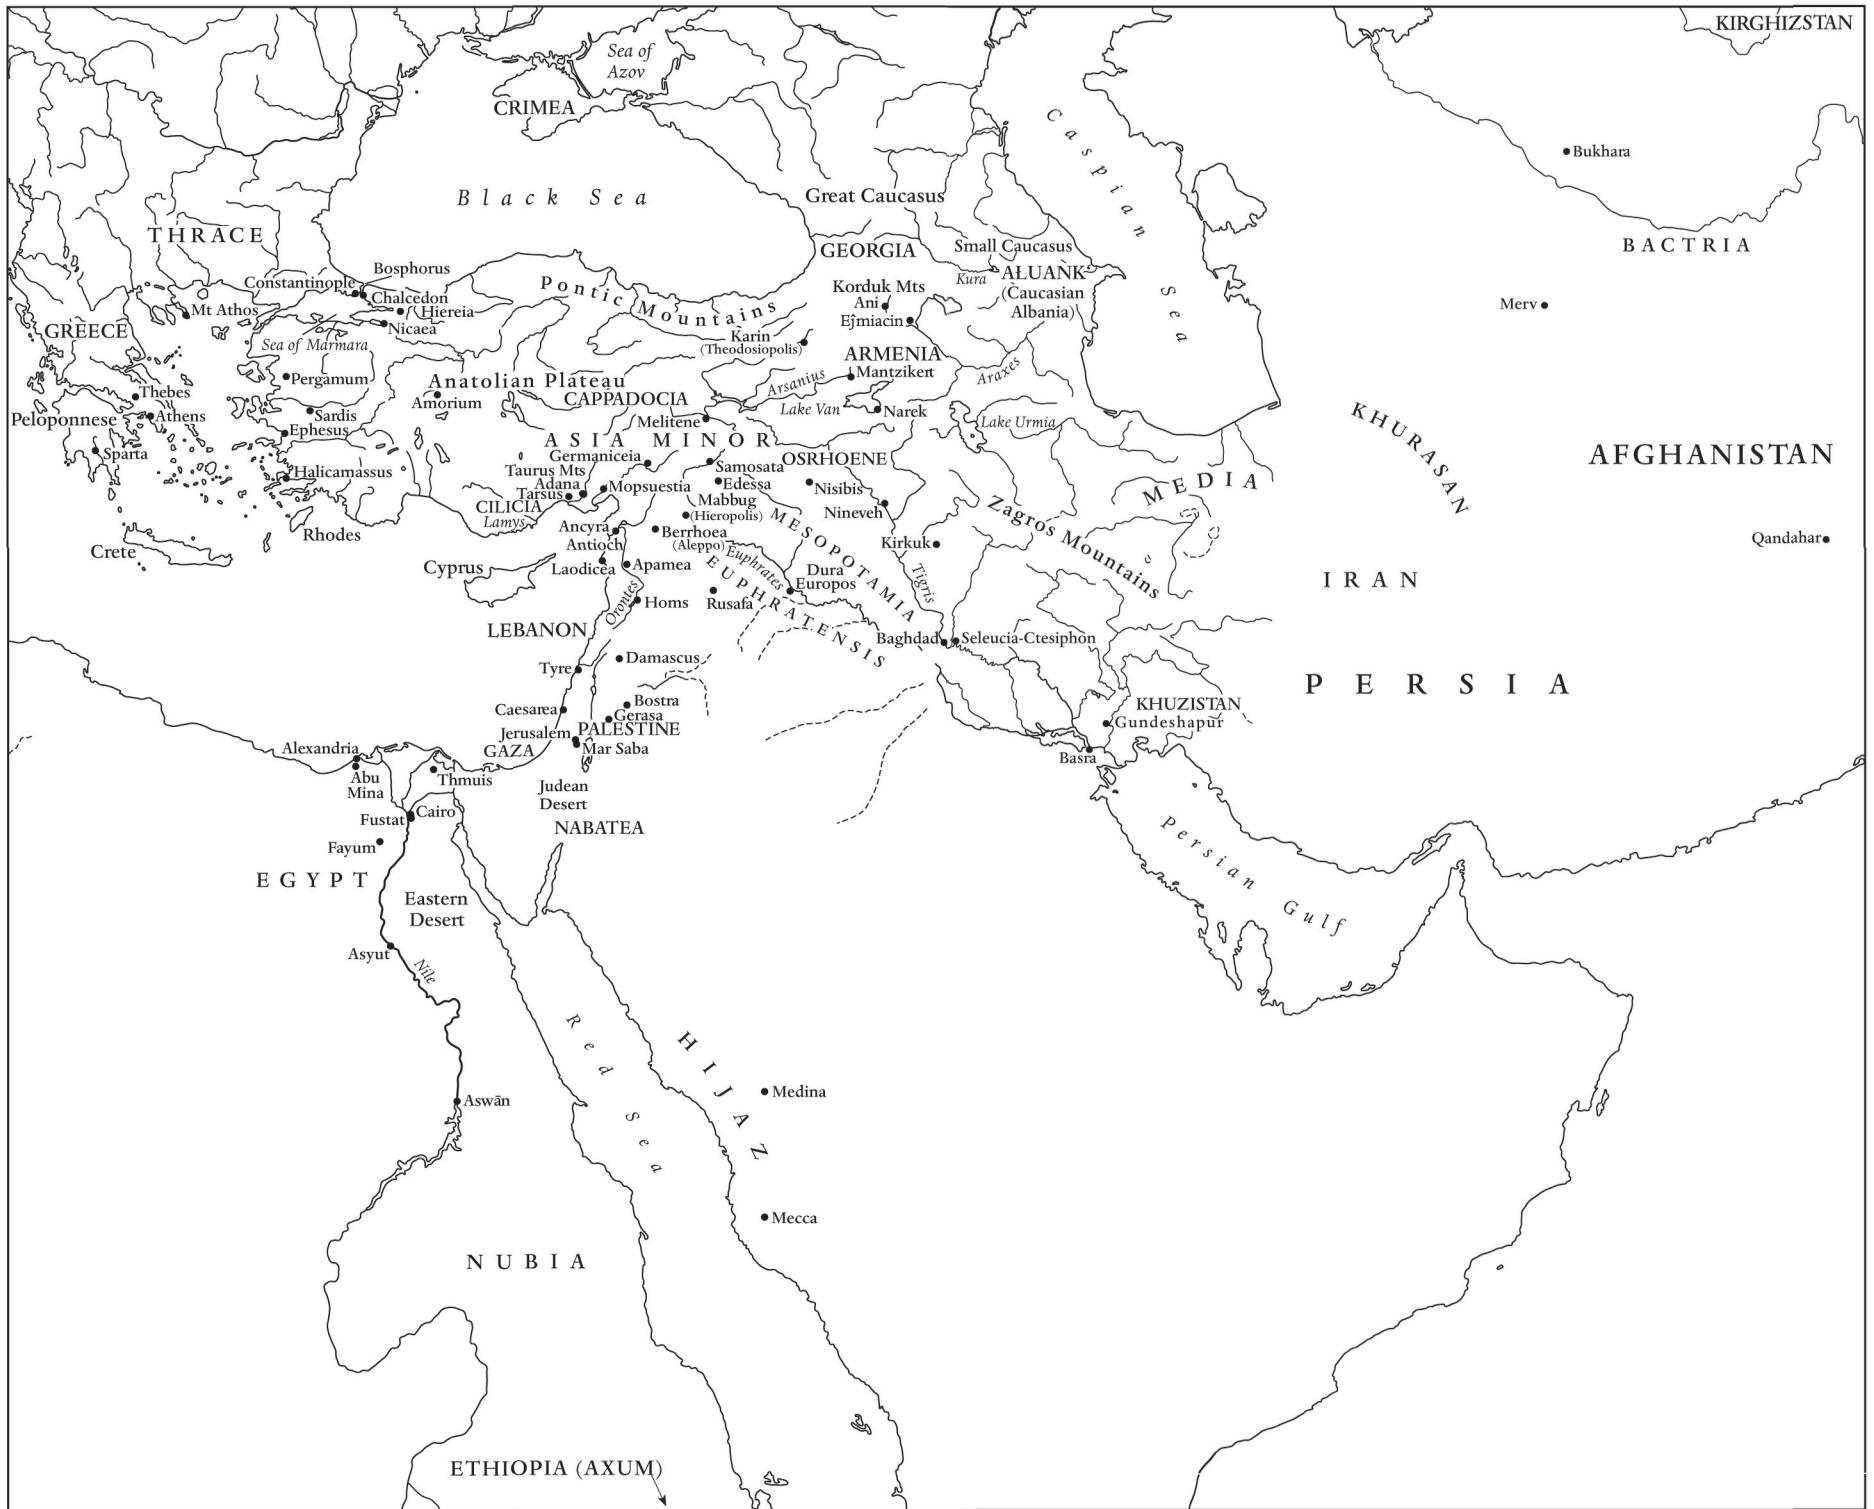 KIRGHIZSTAN
Sea of
Azov
CRIMEA
Caspian Sea
Bukhara
Black Sea
Great Caucasus
THRACE
GEORGIA
Small Caucasus
BACTRIA
Bosphorus
Constantinople
Chalcedon
Hiereia
Nicaea
Mt Athos
Pontic Mountains
Korduk Mts
Ani
Ejmiacin
Kura
AŁUANK
(Caucasian
Albania)
Merv
GREECE
Sea of Marmara
Karin
(Theodosiopolis)
ARMENIA
Mantzikert
Araxes
Pergamum
Anatolian Plateau
Amorium
CAPPADOCIA
Arsanius
Lake Van
Narek
Lake Urmia
Thebes
Peloponnese
Athens
Sardis
Ephesus
Sparta
Halicarnassus
Melitene
ASIA MINOR
Germaniceia
Taurus Mts
Adana
Tarsus
CILICIA
Lamys
Mopsuestia
Samosata
Edessa
OSRHOENE
Nisibis
Nineveh
MEDIA
KHURASAN
AFGHANISTAN
Mabbug
(Hieropolis)
MESOPOTAMIA
Zagros Mountains
Rhodes
Crete
Ancyra
Antioch
Berrhoea
(Aleppo)
Kirkuk
Qandahar
Cyprus
Laodicea
Apamea
Euphrates
EUPHRATENSIS
Dura
Europos
Tigris
IRAN
Orontes
Homs
Rusafa
LEBANON
Baghdad
Seleucia-Ctesiphon
Tyre
Damascus
PERSIA
Caesarea
Bostra
Gerasa
KHUZISTAN
Gundeshapur
Jerusalem
PALESTINE
Mar Saba
GAZA
Alexandria
Abu
Mina
Thmuis
Basra
Judean
Desert
Fustat
Cairo
NABATEA
Fayum
Persian Gulf
EGYPT
Eastern
Desert
Asyut
Nile
Red Sea
HIJAZ
Medina
Aswān
Mecca
NUBIA
ETHIOPIA (AXUM)